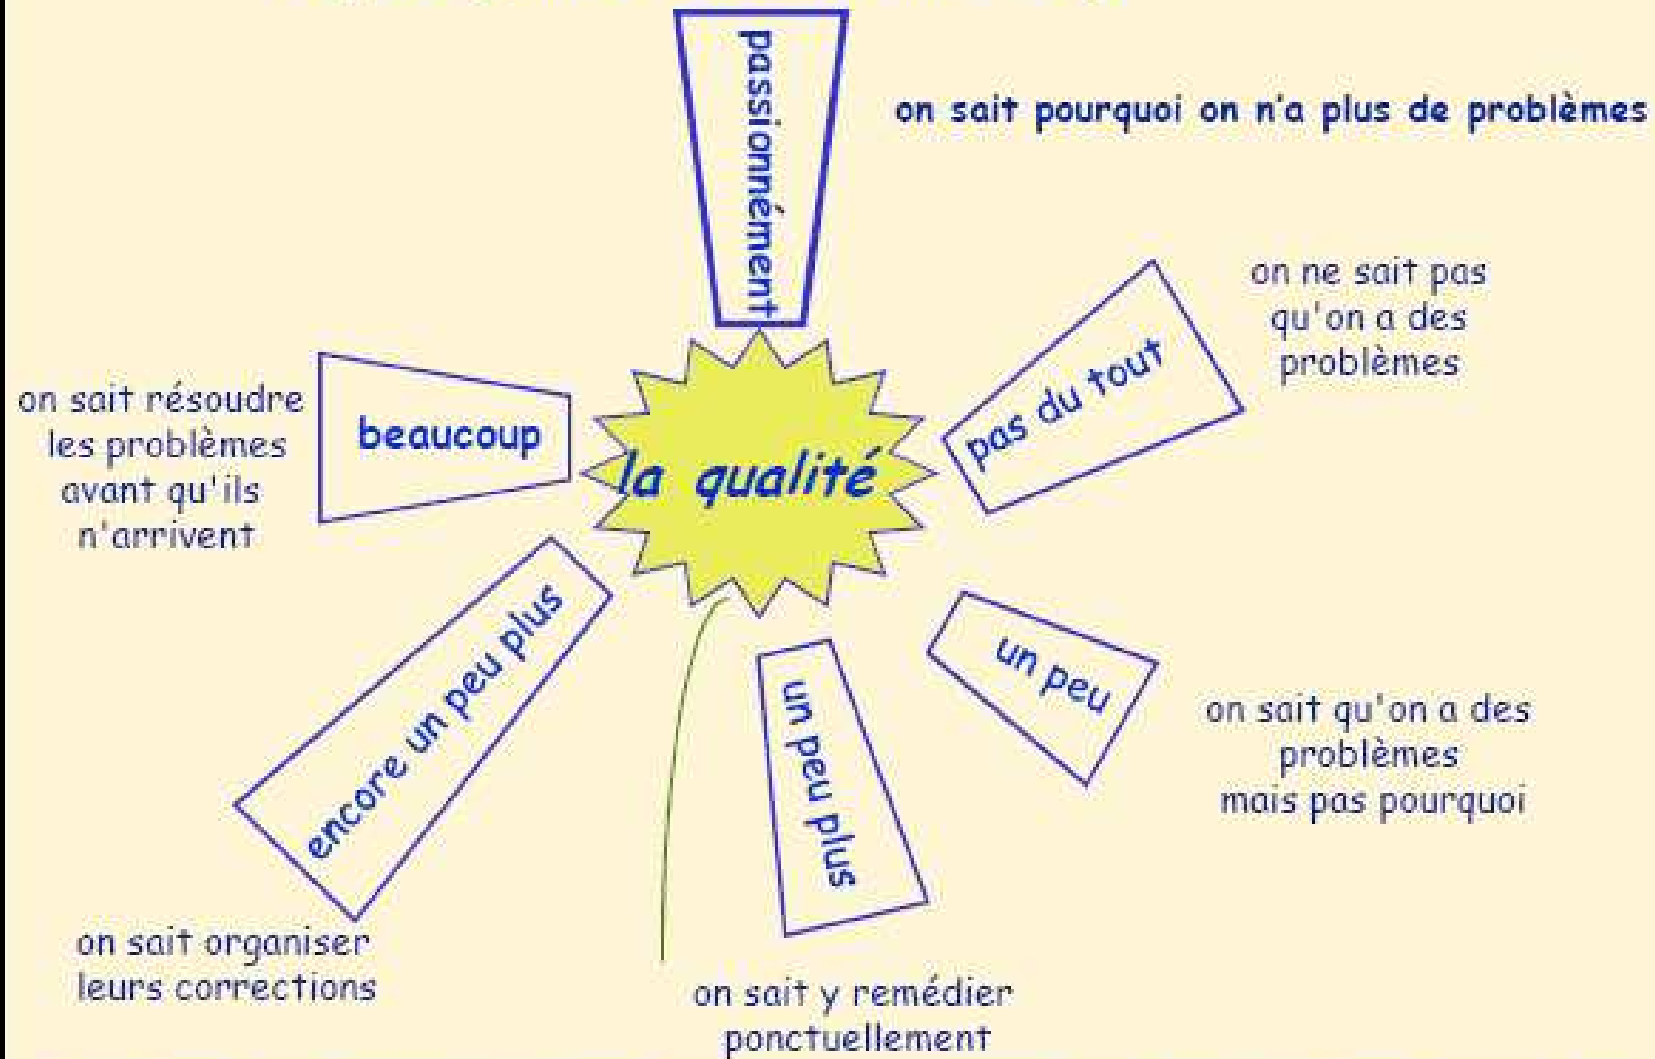 passionnément
on sait pourquoi on n'a plus de problèmes
on ne sait pas
qu'on a des
problèmes
pas du tout
on sait résoudre
les problèmes
avant qu'ils
n'arrivent
beaucoup
la qualité
encore un peu plus
un peu plus
un peu
on sait qu'on a des
problèmes
mais pas pourquoi
on sait organiser
leurs corrections
on sait y remédier
ponctuellement